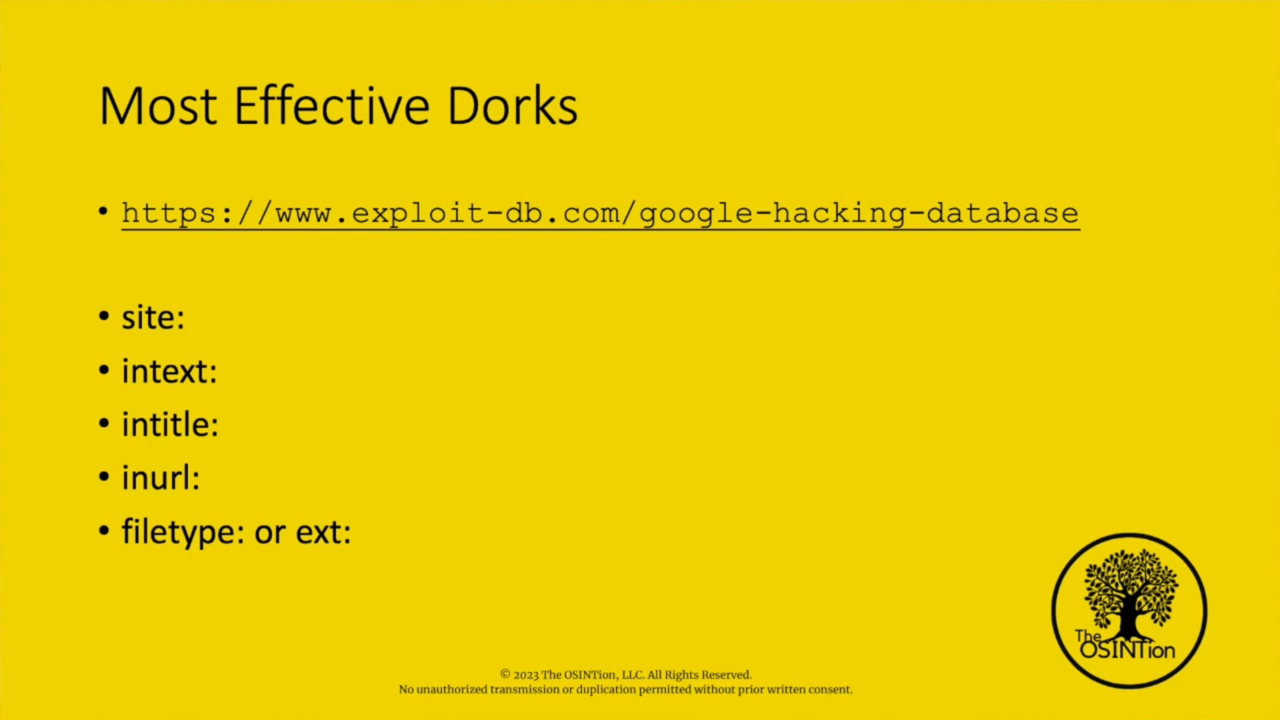 Most Effective Dorks
• https://www.exploit-db.com/google-hacking-database
• site:
• intext:
• intitle:
• inurl:
• filetype: or ext:
The
OSINTion
© 2023 The OSINTion, LLC. All Rights Reserved.
No unauthorized transmission or duplication permitted without prior written consent.